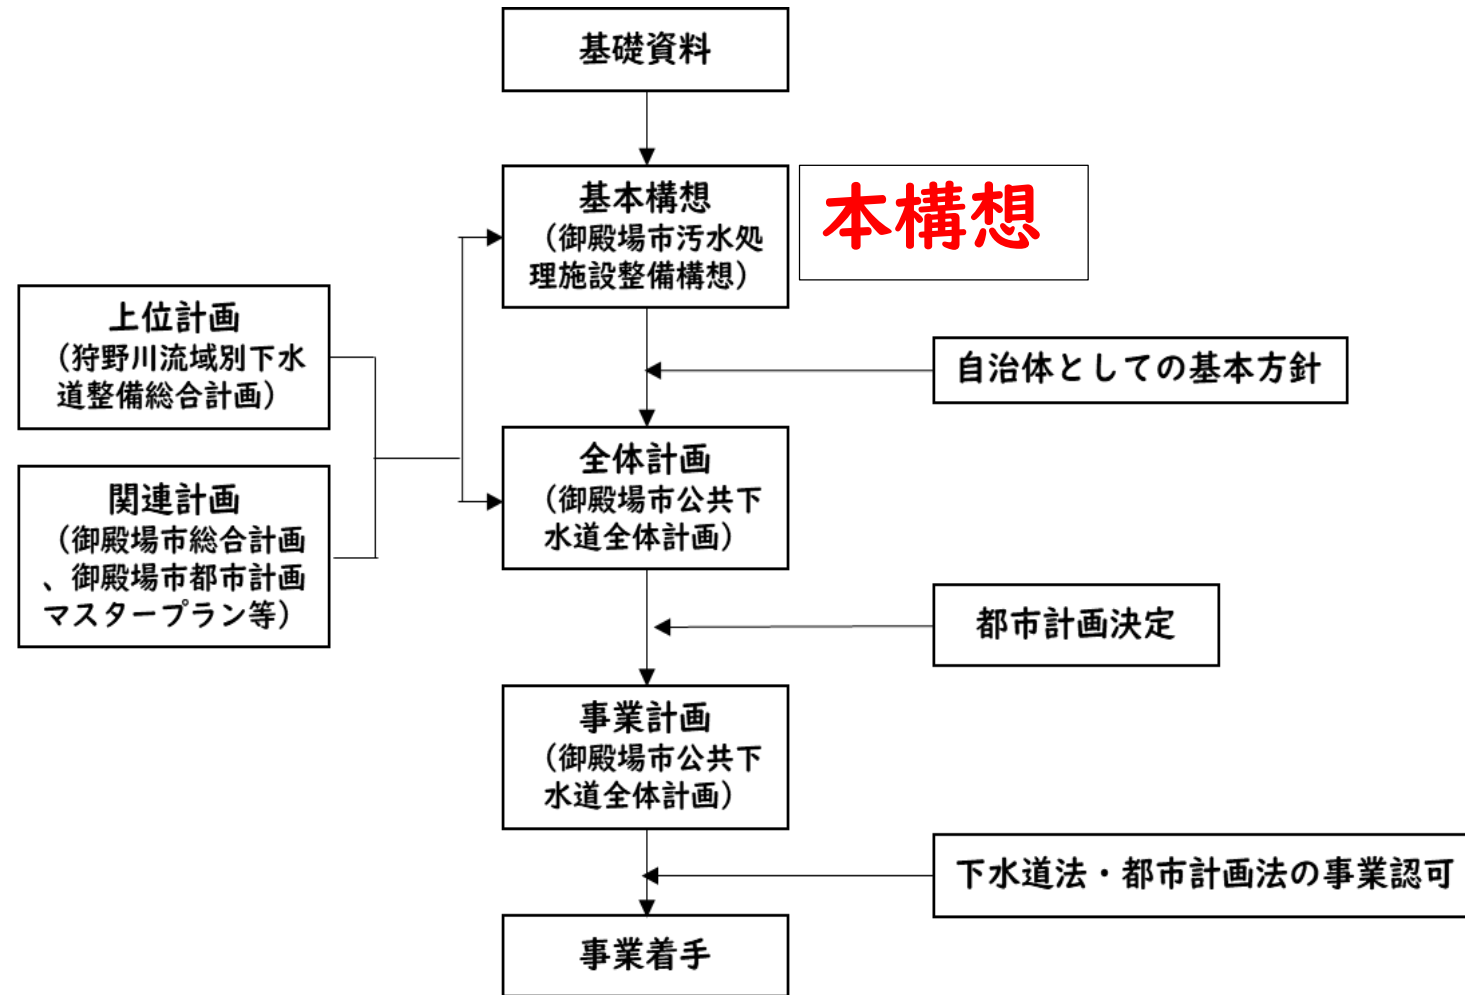 基礎資料
基本構想
（御殿場市汚水処
理施設整備構想）
本構想
上位計画
（狩野川流域別下水
道整備総合計画）
自治体としての基本方針
全体計画
（御殿場市公共下
水道全体計画）
関連計画
（御殿場市総合計画
、御殿場市都市計画
マスタープラン等）
都市計画決定
事業計画
（御殿場市公共下
水道全体計画）
下水道法・都市計画法の事業認可
事業着手